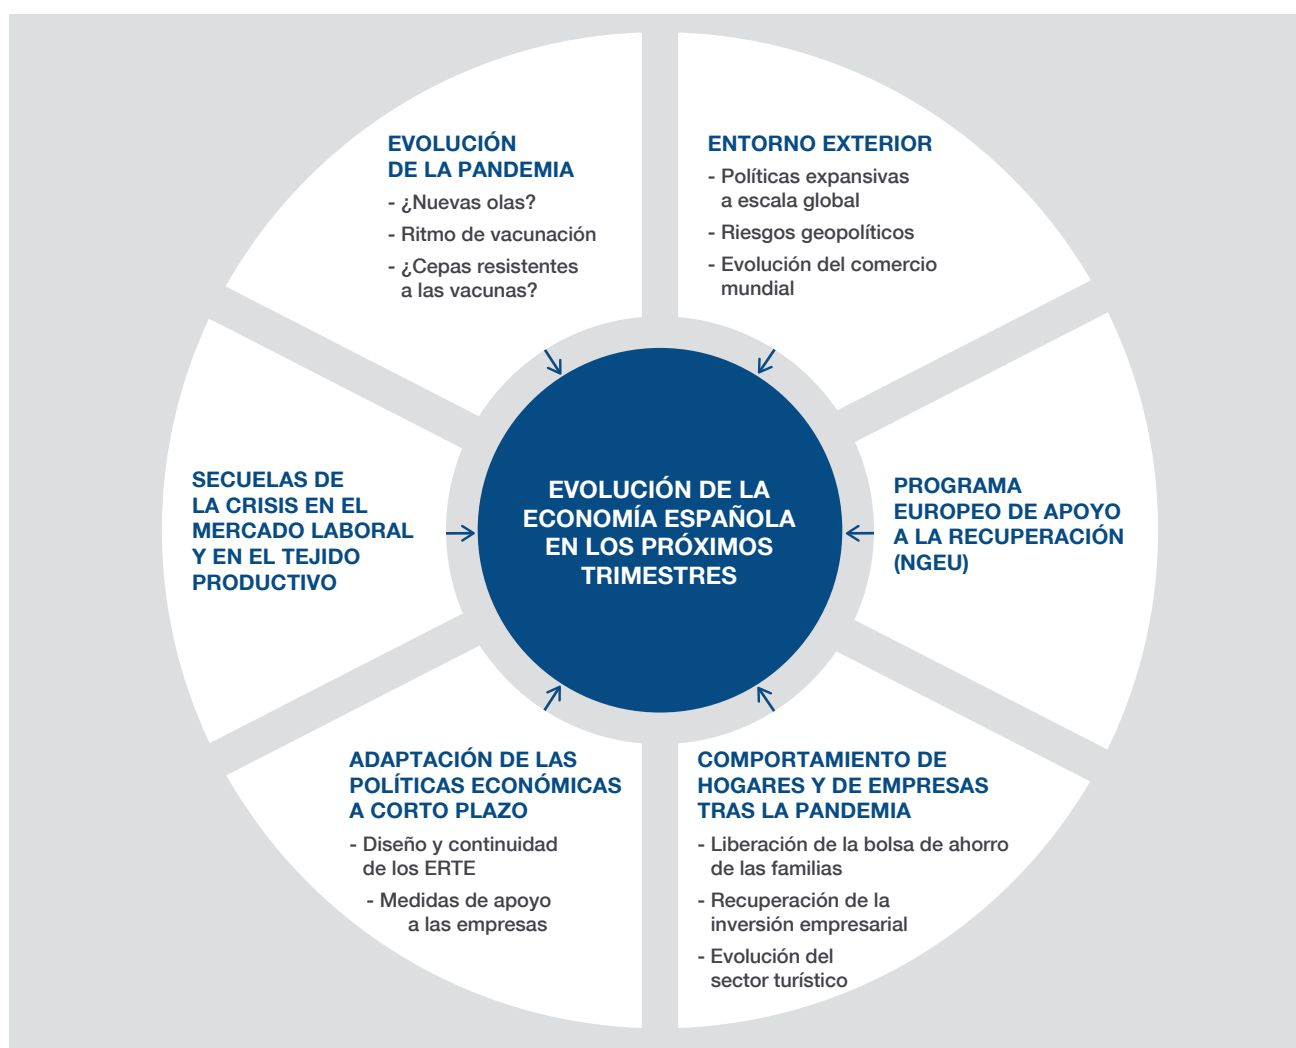 EVOLUCIÓN
DE LA PANDEMIA
- ¿Nuevas olas?
- Ritmo de vacunación
- ¿Cepas resistentes
a las vacunas?
ENTORNO EXTERIOR
- Políticas expansivas
a escala global
- Riesgos geopolíticos
- Evolución del comercio
mundial
SECUELAS DE
LA CRISIS EN EL
MERCADO LABORAL
Y EN EL TEJIDO
PRODUCTIVO
EVOLUCIÓN DE LA
ECONOMÍA ESPAÑOLA
EN LOS PRÓXIMOS
TRIMESTRES
PROGRAMA
EUROPEO DE APOYO
A LA RECUPERACIÓN
(NGEU)
ADAPTACIÓN DE LAS
POLÍTICAS ECONÓMICAS
A CORTO PLAZO
- Diseño y continuidad
de los ERTE
- Medidas de apoyo
a las empresas
COMPORTAMIENTO DE
HOGARES Y DE EMPRESAS
TRAS LA PANDEMIA
- Liberación de la bolsa de ahorro
de las familias
- Recuperación de la
inversión empresarial
- Evolución del
sector turístico